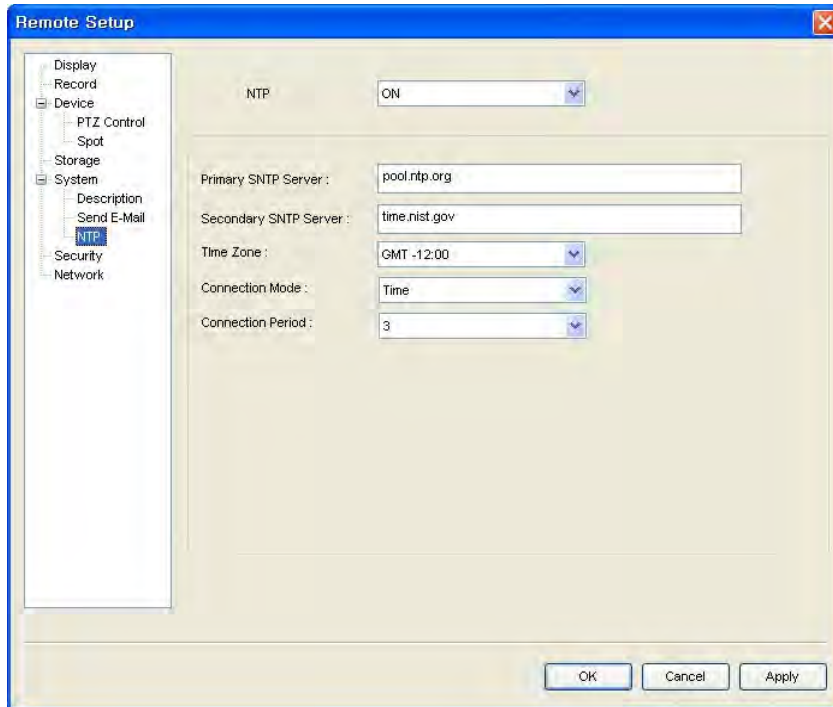 Remote Setup
Display
Record
Device
PTZ Control
Spot
Storage
System
Description
Send E-Mail
NTP
Security
Network
NTP ON
Primary SNTP Server : pool.ntp.org
Secondary SNTP Server : time.nist.gov
Time Zone : GMT -12:00
Connection Mode : Time
Connection Period : 3
OK Cancel Apply